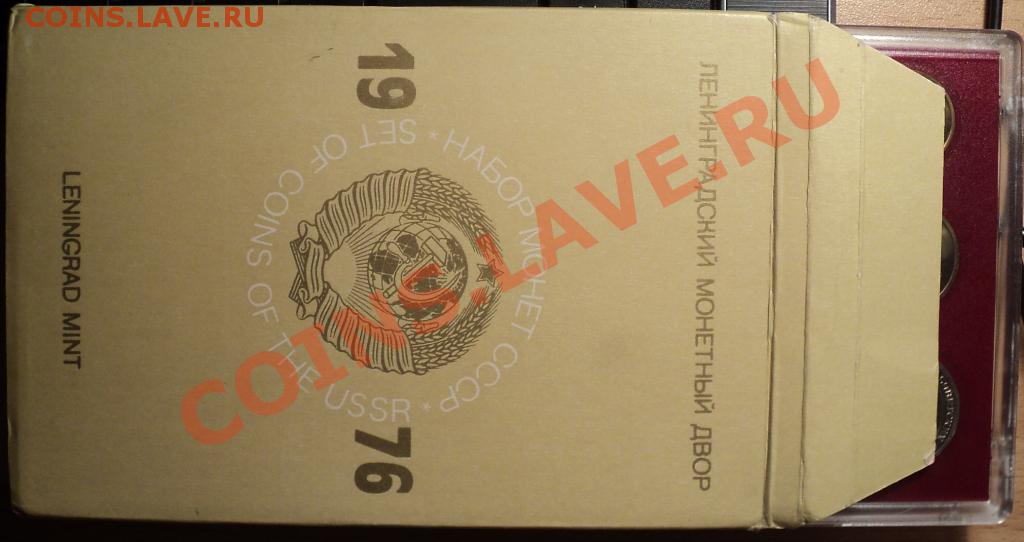 COINS.LAVE.RU
ЛЕНИНГРАДСКИЙ МОНЕТНЫЙ ДВОР
19
* НАБОР МОНЕТ СССР *
SET OF COINS OF THE USSR
76
LENINGRAD MINT
COINS.LAVE.RU